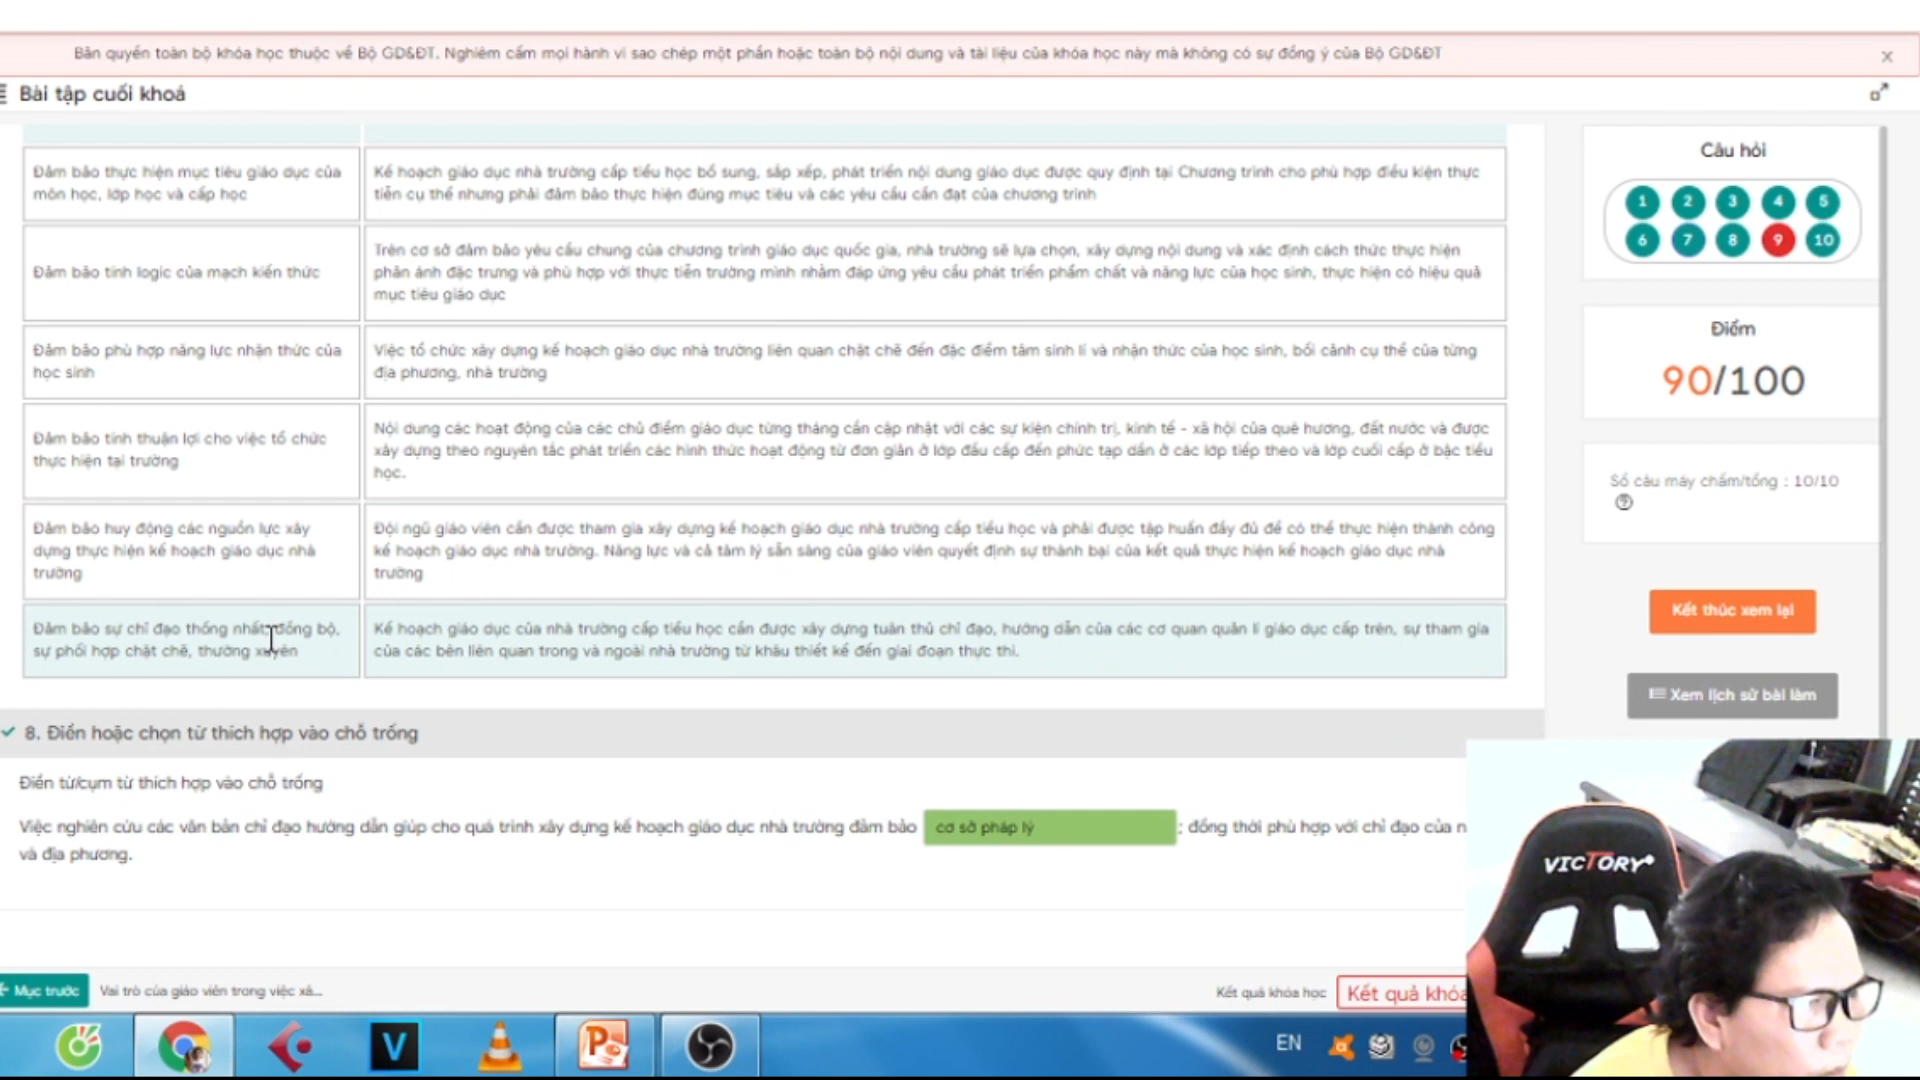 Bản quyền toàn bộ khóa học thuộc về Bộ GD&ĐT. Nghiêm cấm mọi hành vi sao chép một phần hoặc toàn bộ nội dung và tài liệu của khóa học này mà không có sự đồng ý của Bộ GD&ĐT
Bài tập cuối khoá
Đảm bảo thực hiện mục tiêu giáo dục của
môn học, lớp học và cấp học
Kế hoạch giáo dục nhà trường cấp tiểu học bổ sung, sắp xếp, phát triển nội dung giáo dục được quy định tại Chương trình cho phù hợp điều kiện thực
tiễn cụ thể nhưng phải đảm bảo thực hiện đúng mục tiêu và các yêu cầu cần đạt của chương trình
Đảm bảo tính logic của mạch kiến thức
Trên cơ sở đảm bảo yêu cầu chung của chương trình giáo dục quốc gia, nhà trường sẽ lựa chọn, xây dựng nội dung và xác định cách thức thực hiện
phản ánh đặc trưng và phù hợp với thực tiễn trường mình nhằm đáp ứng yêu cầu phát triển phẩm chất và năng lực của học sinh, thực hiện có hiệu quả
mục tiêu giáo dục
Đảm bảo phù hợp năng lực nhận thức của
học sinh
Việc tổ chức xây dựng kế hoạch giáo dục nhà trường liên quan chặt chẽ đến đặc điểm tâm sinh lí và nhận thức của học sinh, bối cảnh cụ thể của từng
địa phương, nhà trường
Đảm bảo tính thuận lợi cho việc tổ chức
thực hiện tại trường
Nội dung các hoạt động của các chủ điểm giáo dục từng tháng cần cập nhật với các sự kiện chính trị, kinh tế - xã hội của quê hương, đất nước và được
xây dựng theo nguyên tắc phát triển các hình thức hoạt động từ đơn giản ở lớp đầu cấp đến phức tạp dần ở các lớp tiếp theo và lớp cuối cấp ở bậc tiểu
học.
Đảm bảo huy động các nguồn lực xây
dựng thực hiện kế hoạch giáo dục nhà
trường
Đội ngũ giáo viên cần được tham gia xây dựng kế hoạch giáo dục nhà trường cấp tiểu học và phải được tập huấn đầy đủ để có thể thực hiện thành công
kế hoạch giáo dục nhà trường. Năng lực và cả tâm lý sẵn sàng của giáo viên quyết định sự thành bại của kết quả thực hiện kế hoạch giáo dục nhà
trường
Đảm bảo sự chỉ đạo thống nhất, đồng bộ,
sự phối hợp chặt chẽ, thường xuyên
Kế hoạch giáo dục của nhà trường cấp tiểu học cần được xây dựng tuân thủ chỉ đạo, hướng dẫn của các cơ quan quản lí giáo dục cấp trên, sự tham gia
của các bên liên quan trong và ngoài nhà trường từ khâu thiết kế đến giai đoạn thực thi.
8. Điền hoặc chọn từ thích hợp vào chỗ trống
Điền từ/cụm từ thích hợp vào chỗ trống
Việc nghiên cứu các văn bản chỉ đạo hướng dẫn giúp cho quá trình xây dựng kế hoạch giáo dục nhà trường đảm bảo cơ sở pháp lý ; đồng thời phù hợp với chỉ đạo của n
và địa phương.
Câu hỏi
1 2 3 4 5
6 7 8 9 10
Điểm
90/100
Số câu máy chấm/tổng : 10/10
Kết thúc xem lại
Xem lịch sử bài làm
Mục trước
Vai trò của giáo viên trong việc xâ...
Kết quả khóa học
Kết quả khóa
VICTORY
EN